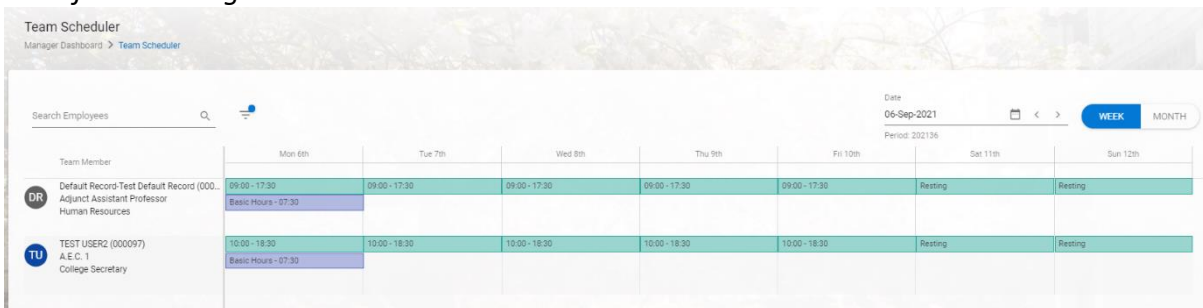 Team Scheduler
Manager Dashboard > Team Scheduler
Search Employees
Date
06-Sep-2021
Period: 202136
WEEK MONTH
Team Member
Mon 6th Tue 7th Wed 8th Thu 9th Fri 10th Sat 11th Sun 12th
DR
Default Record-Test Default Record (000...
Adjunct Assistant Professor
Human Resources
09:00 - 17:30 09:00 - 17:30 09:00 - 17:30 09:00 - 17:30 09:00 - 17:30 Resting Resting
Basic Hours - 07:30
TU
TEST USER2 (000097)
A.E.C. 1
College Secretary
10:00 - 18:30 10:00 - 18:30 10:00 - 18:30 10:00 - 18:30 10:00 - 18:30 Resting Resting
Basic Hours - 07:30